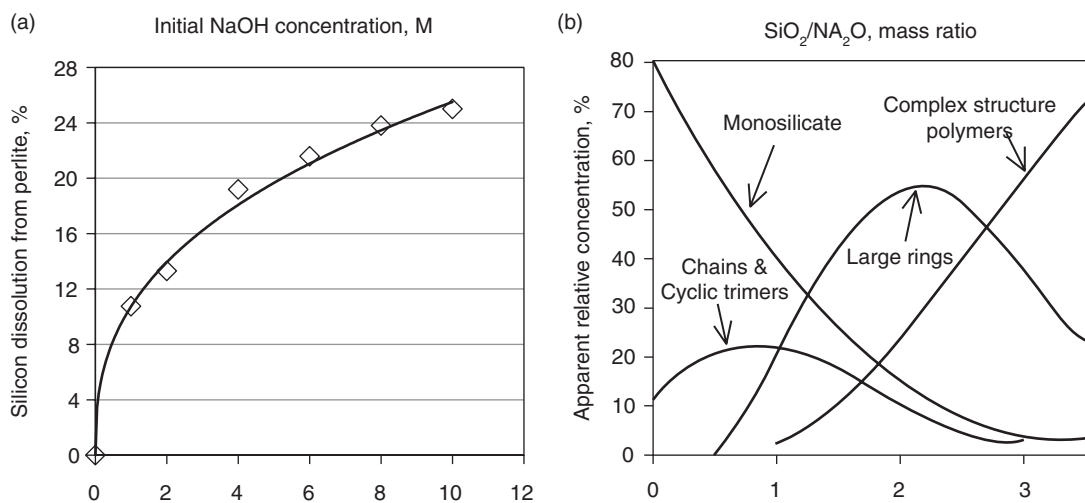 (a)
Initial NaOH concentration, M
Silicon dissolution from perlite, %
28
24
20
16
12
8
4
0
0 2 4 6 8 10 12
(b)
SiO₂/NA₂O, mass ratio
Apparent relative concentration, %
80
70
60
50
40
30
20
10
0
0 1 2 3
Monosilicate
Complex structure
polymers
Large rings
Chains &
Cyclic trimers